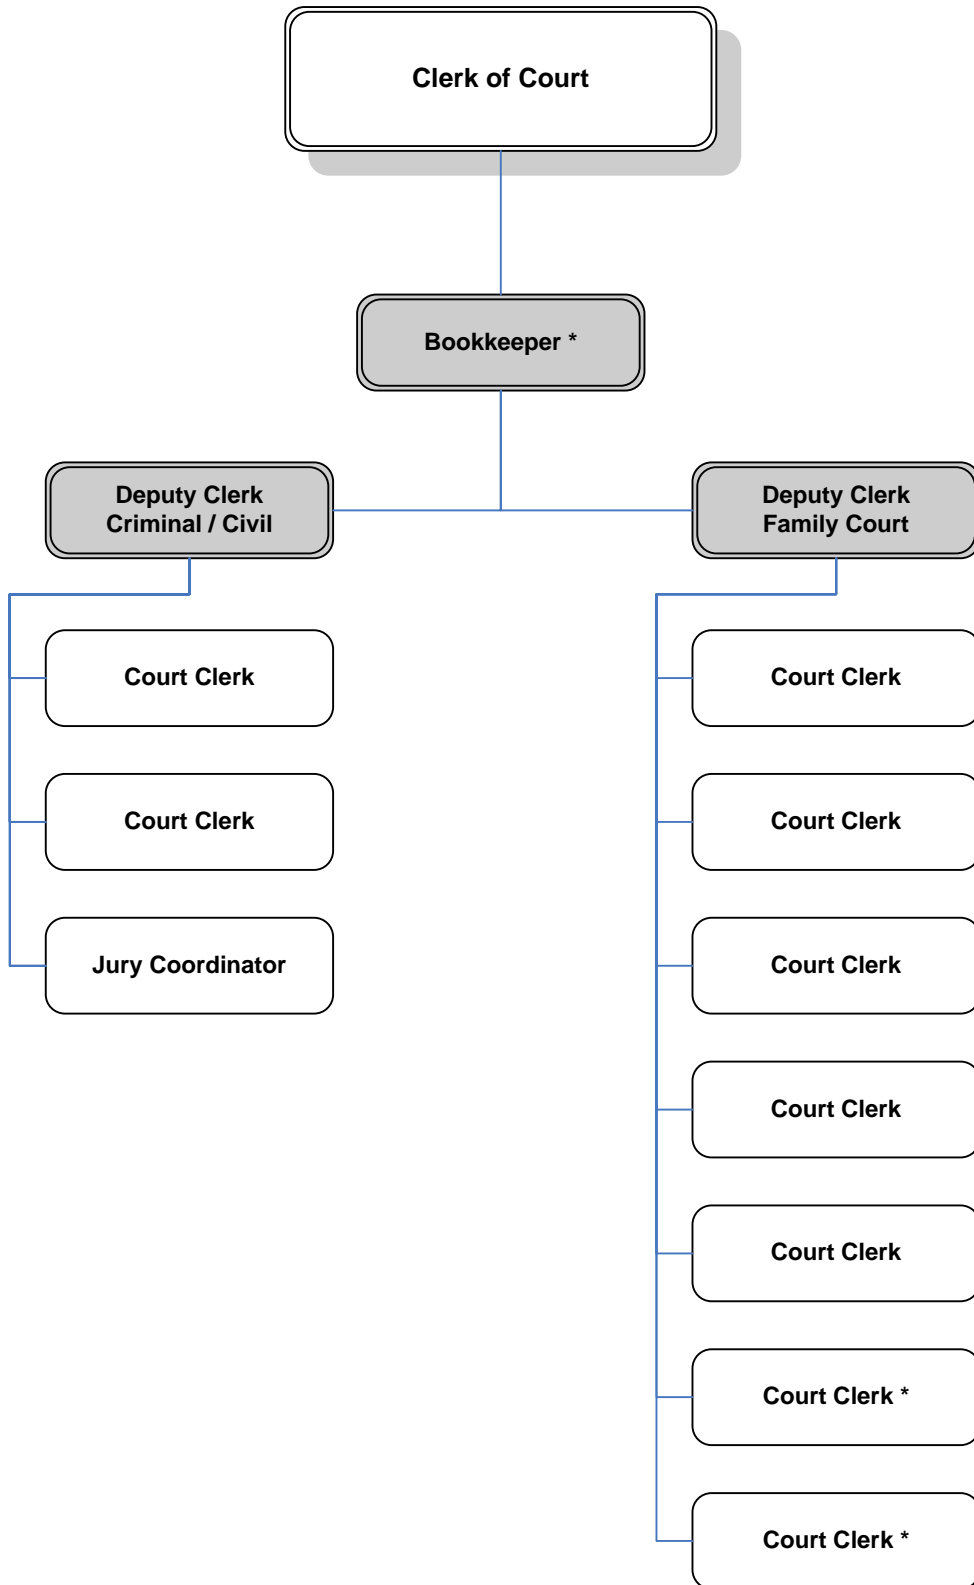 Clerk of Court
Bookkeeper *
Deputy Clerk
Criminal / Civil
Deputy Clerk
Family Court
Court Clerk
Court Clerk
Jury Coordinator
Court Clerk
Court Clerk
Court Clerk
Court Clerk
Court Clerk
Court Clerk *
Court Clerk *